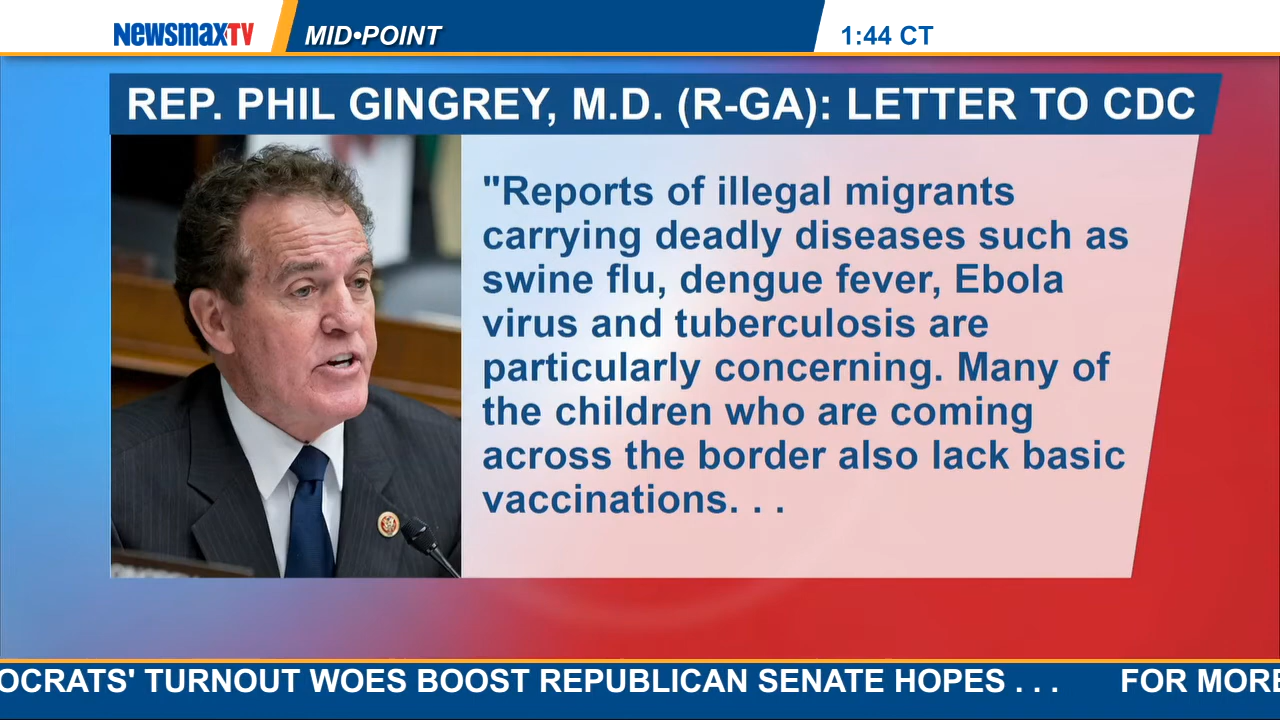 NEWSMAXTV MID•POINT 1:44 CT
REP. PHIL GINGREY, M.D. (R-GA): LETTER TO CDC
"Reports of illegal migrants
carrying deadly diseases such as
swine flu, dengue fever, Ebola
virus and tuberculosis are
particularly concerning. Many of
the children who are coming
across the border also lack basic
vaccinations. . .
OCRATS' TURNOUT WOES BOOST REPUBLICAN SENATE HOPES . . . FOR MORE